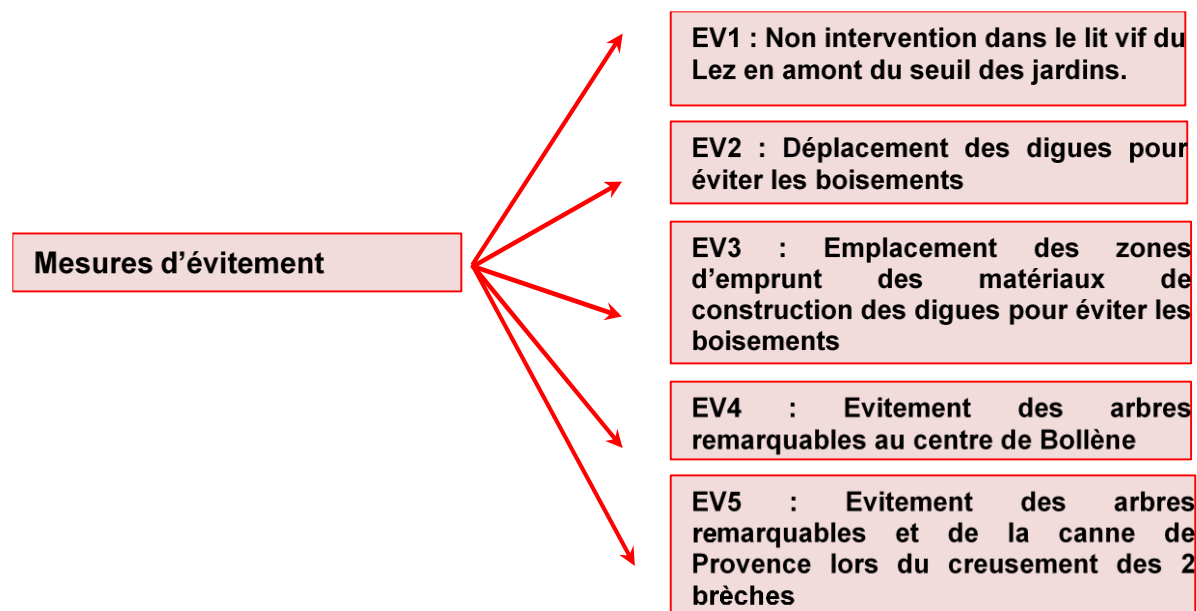 Mesures d'évitement
EV1 : Non intervention dans le lit vif du
Lez en amont du seuil des jardins.
EV2 : Déplacement des digues pour
éviter les boisements
EV3 : Emplacement des zones
d'emprunt des matériaux de
construction des digues pour éviter les
boisements
EV4 : Evitement des arbres
remarquables au centre de Bollène
EV5 : Evitement des arbres
remarquables et de la canne de
Provence lors du creusement des 2
brèches